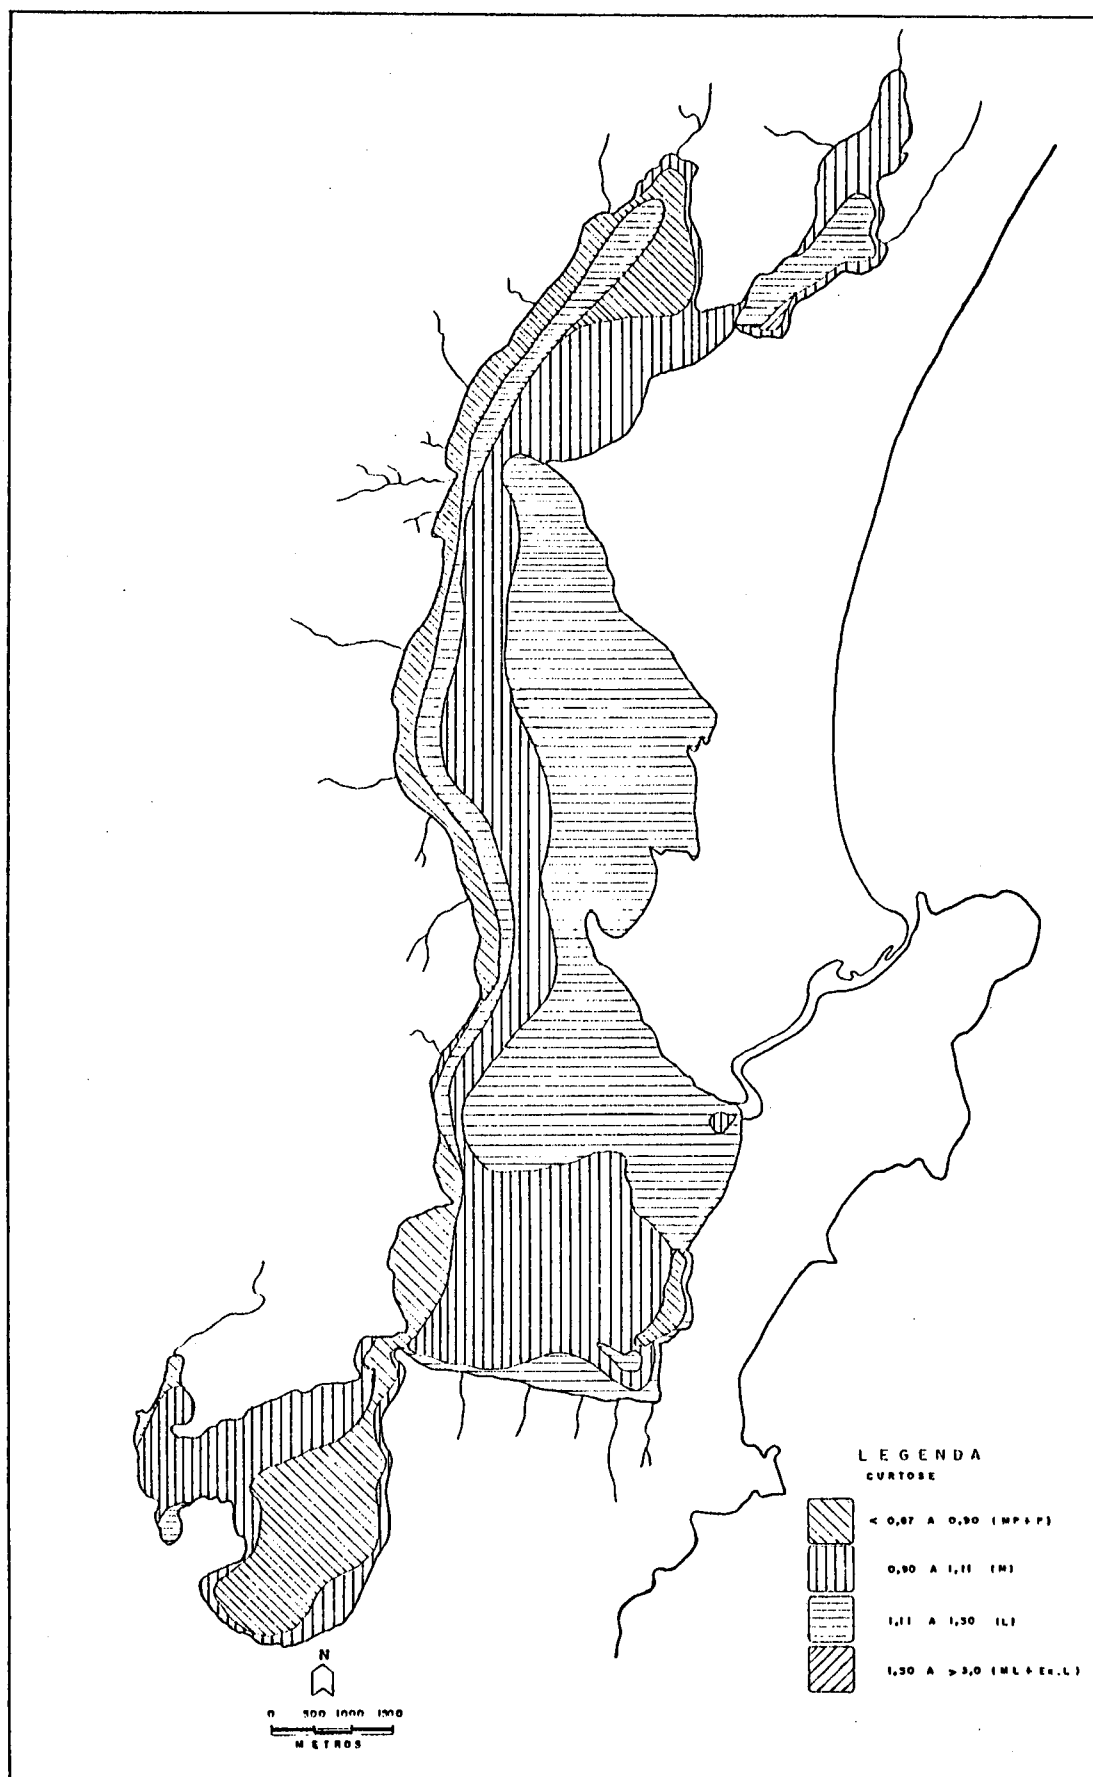 LEGENDA
CURTOSE
< 0,67 A 0,90 (MP+P)
0,90 A 1,11 (M)
1,11 A 1,50 (L)
1,50 A > 3,0 (ML + Ex.L)
N
0 500 1000 1500
METROS